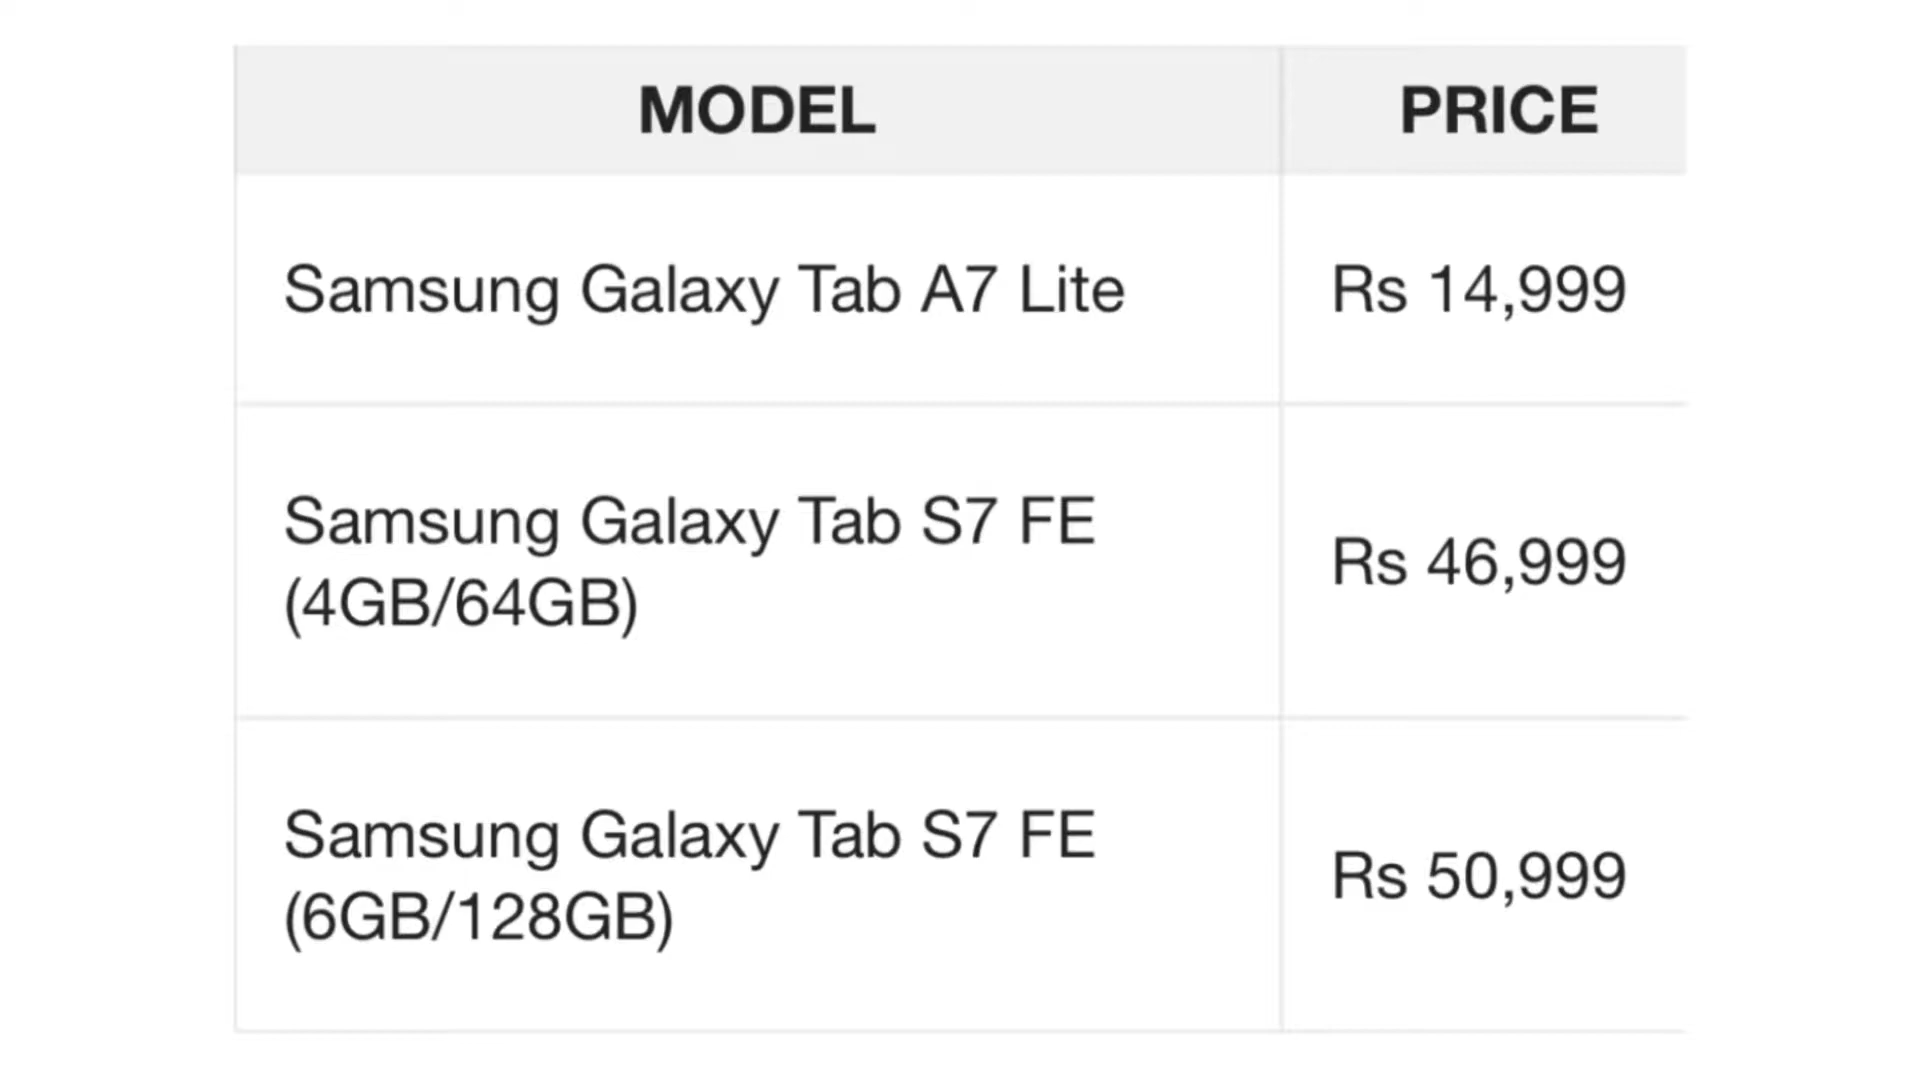 MODEL PRICE
Samsung Galaxy Tab A7 Lite Rs 14,999
Samsung Galaxy Tab S7 FE
(4GB/64GB)
Rs 46,999
Samsung Galaxy Tab S7 FE
(6GB/128GB)
Rs 50,999